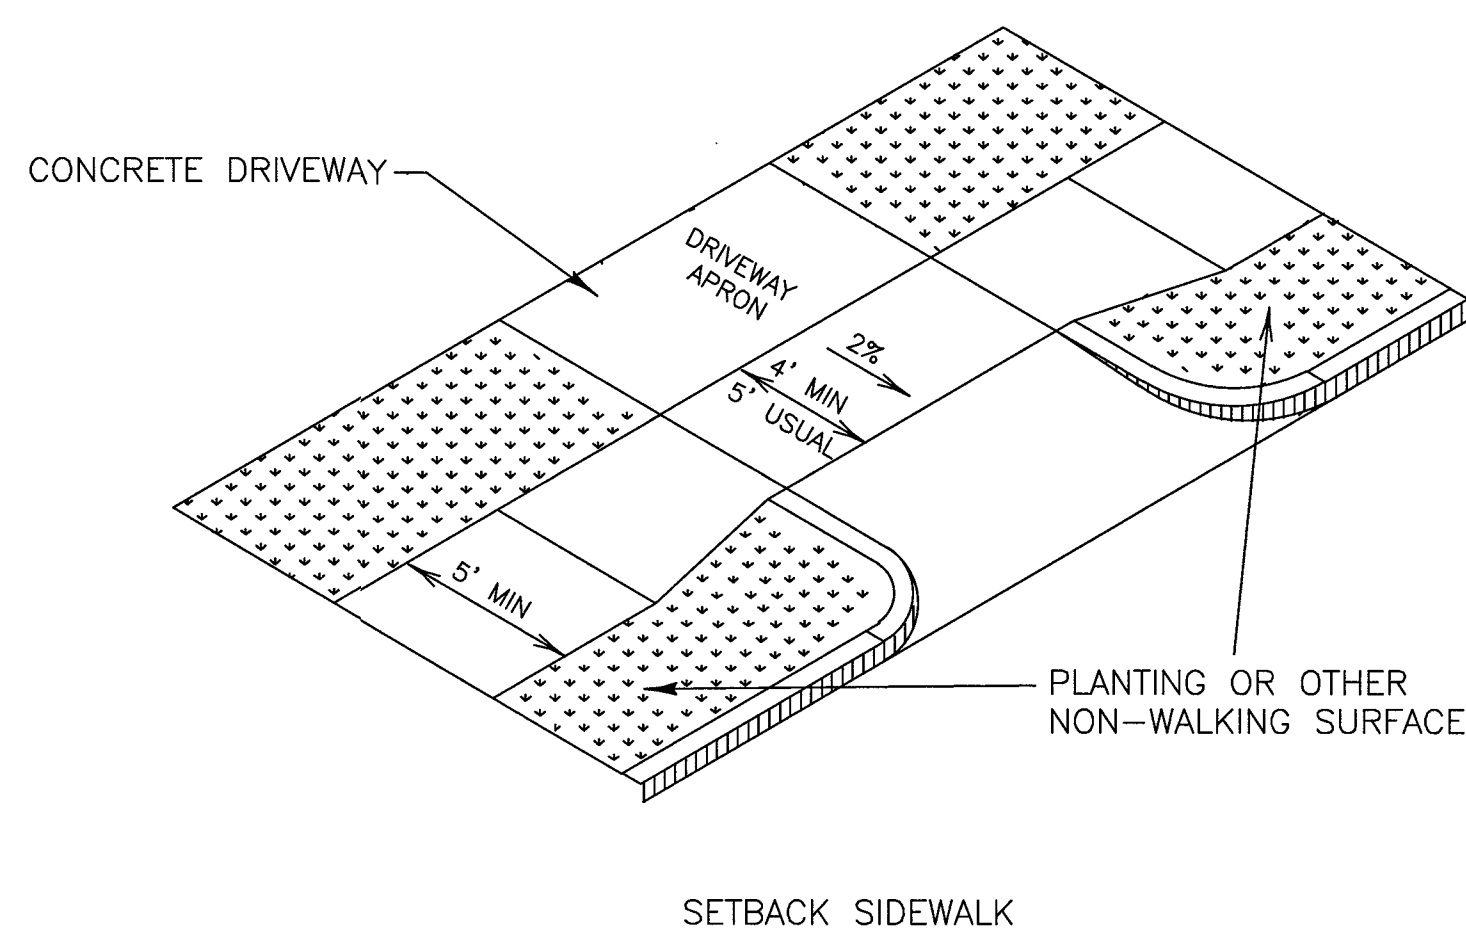 CONCRETE DRIVEWAY
DRIVEWAY
APRON
2%
4' MIN
5' USUAL
5' MIN
PLANTING OR OTHER
NON-WALKING SURFACE
SETBACK SIDEWALK